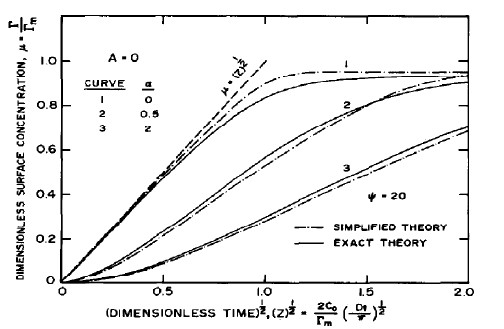 DIMENSIONLESS SURFACE CONCENTRATION, μ = Γ/Γm
A = 0
CURVE α
1 0
2 0.5
3 2
μ = (Z)^1/2
1
2
3
ψ = 20
SIMPLIFIED THEORY
EXACT THEORY
1.0
0.8
0.6
0.4
0.2
0
0 0.5 1.0 1.5 2.0
(DIMENSIONLESS TIME)^1/2, (Z)^1/2 = 2C₀/Γm (Dt/π)^1/2